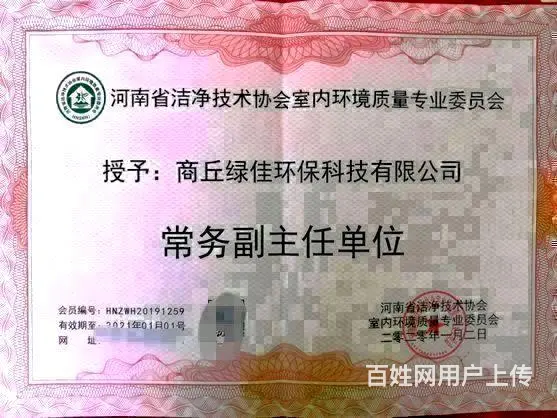 河南省洁净技术协会室内环境质量专业委员会
授予：商丘绿佳环保科技有限公司
常务副主任单位
会员编号：HNZWH20191259
有效期至：2021年01月01号
网 址
河南省洁净技术协会
室内环境质量专业委员会
二零二零年一月二日
百姓网用户上传